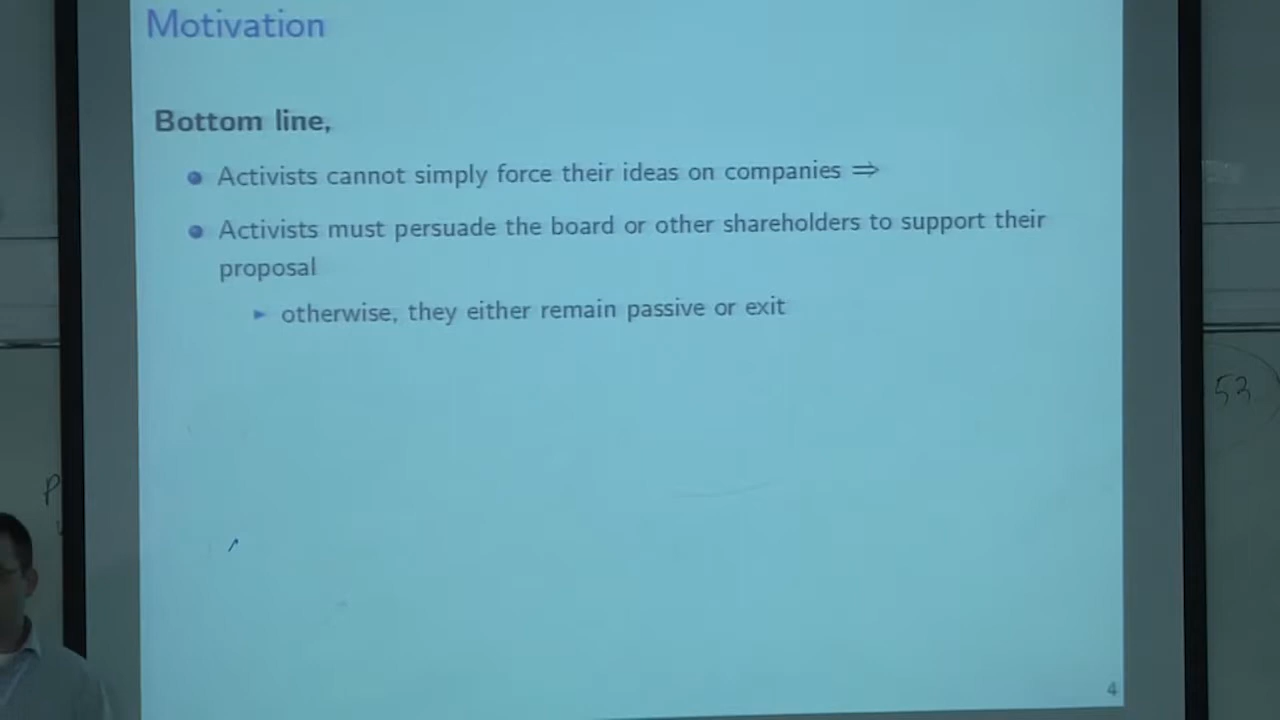 Motivation
Bottom line,
Activists cannot simply force their ideas on companies ⇒
Activists must persuade the board or other shareholders to support their
proposal
otherwise, they either remain passive or exit
53
P
4